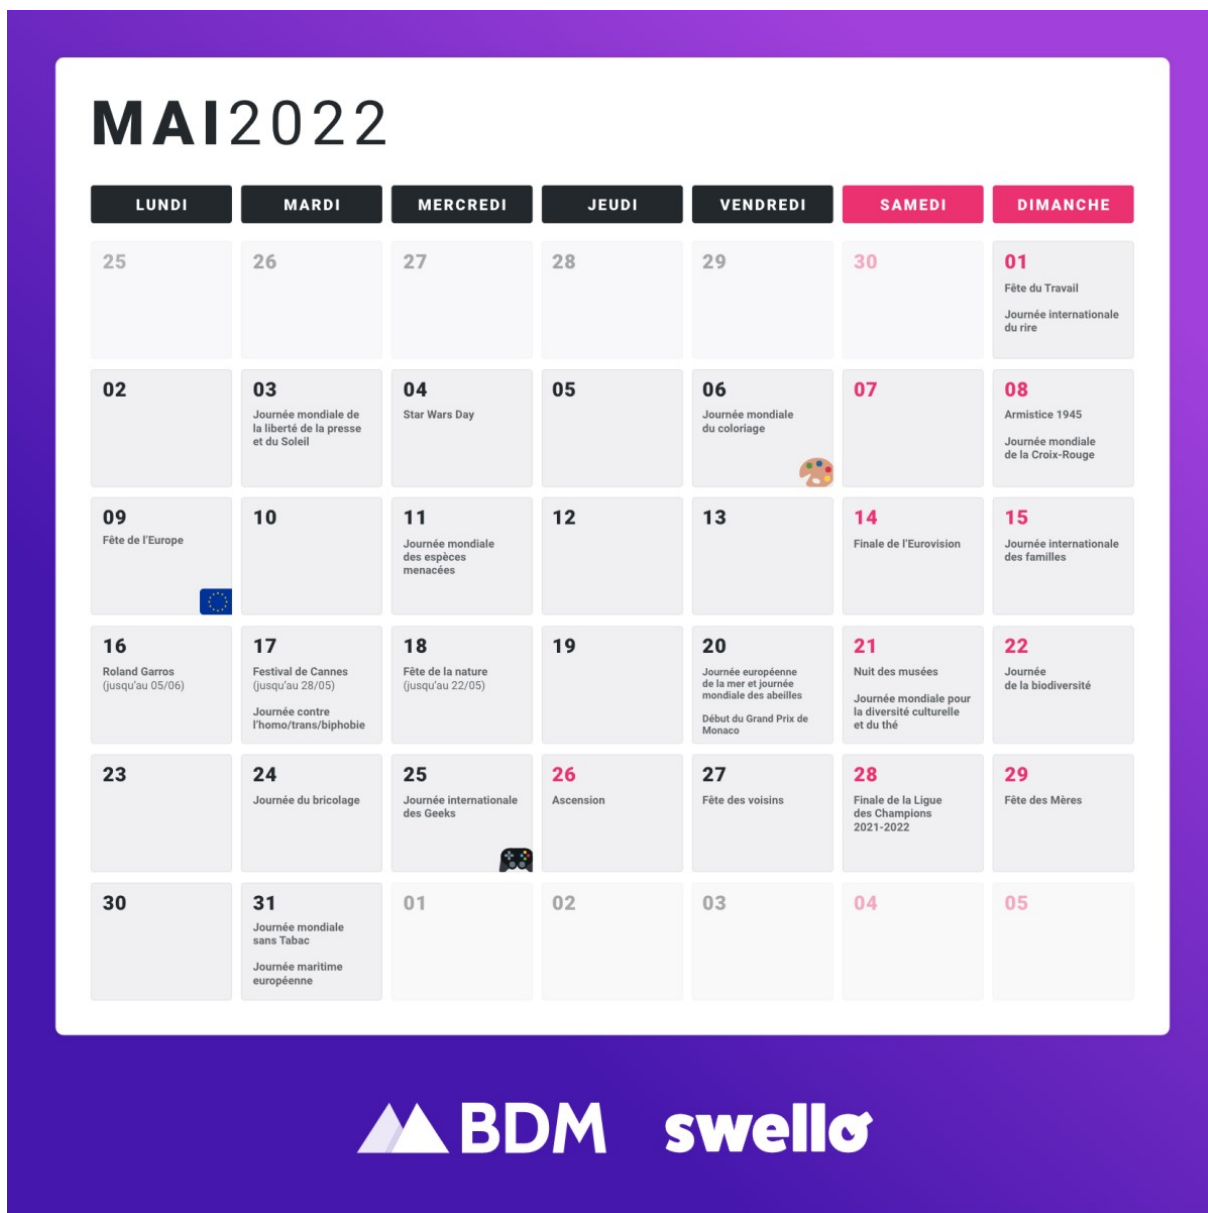 MAI2022
LUNDI MARDI MERCREDI JEUDI VENDREDI SAMEDI DIMANCHE
25 26 27 28 29 30 01
Fête du Travail
Journée internationale
du rire
02
03
Journée mondiale de
la liberté de la presse
et du Soleil
04
Star Wars Day
05
06
Journée mondiale
du coloriage
07
08
Armistice 1945
Journée mondiale
de la Croix-Rouge
09
Fête de l'Europe
10
11
Journée mondiale
des espèces
menacées
12
13
14
Finale de l'Eurovision
15
Journée internationale
des familles
16
Roland Garros
(jusqu'au 05/06)
17
Festival de Cannes
(jusqu'au 28/05)
Journée contre
l'homo/trans/biphobie
18
Fête de la nature
(jusqu'au 22/05)
19
20
Journée européenne
de la mer et journée
mondiale des abeilles
Début du Grand Prix de
Monaco
21
Nuit des musées
Journée mondiale pour
la diversité culturelle
et du thé
22
Journée
de la biodiversité
23
24
Journée du bricolage
25
Journée internationale
des Geeks
26
Ascension
27
Fête des voisins
28
Finale de la Ligue
des Champions
2021-2022
29
Fête des Mères
30
31
Journée mondiale
sans Tabac
Journée maritime
européenne
01
02
03
04
05
BDM swello